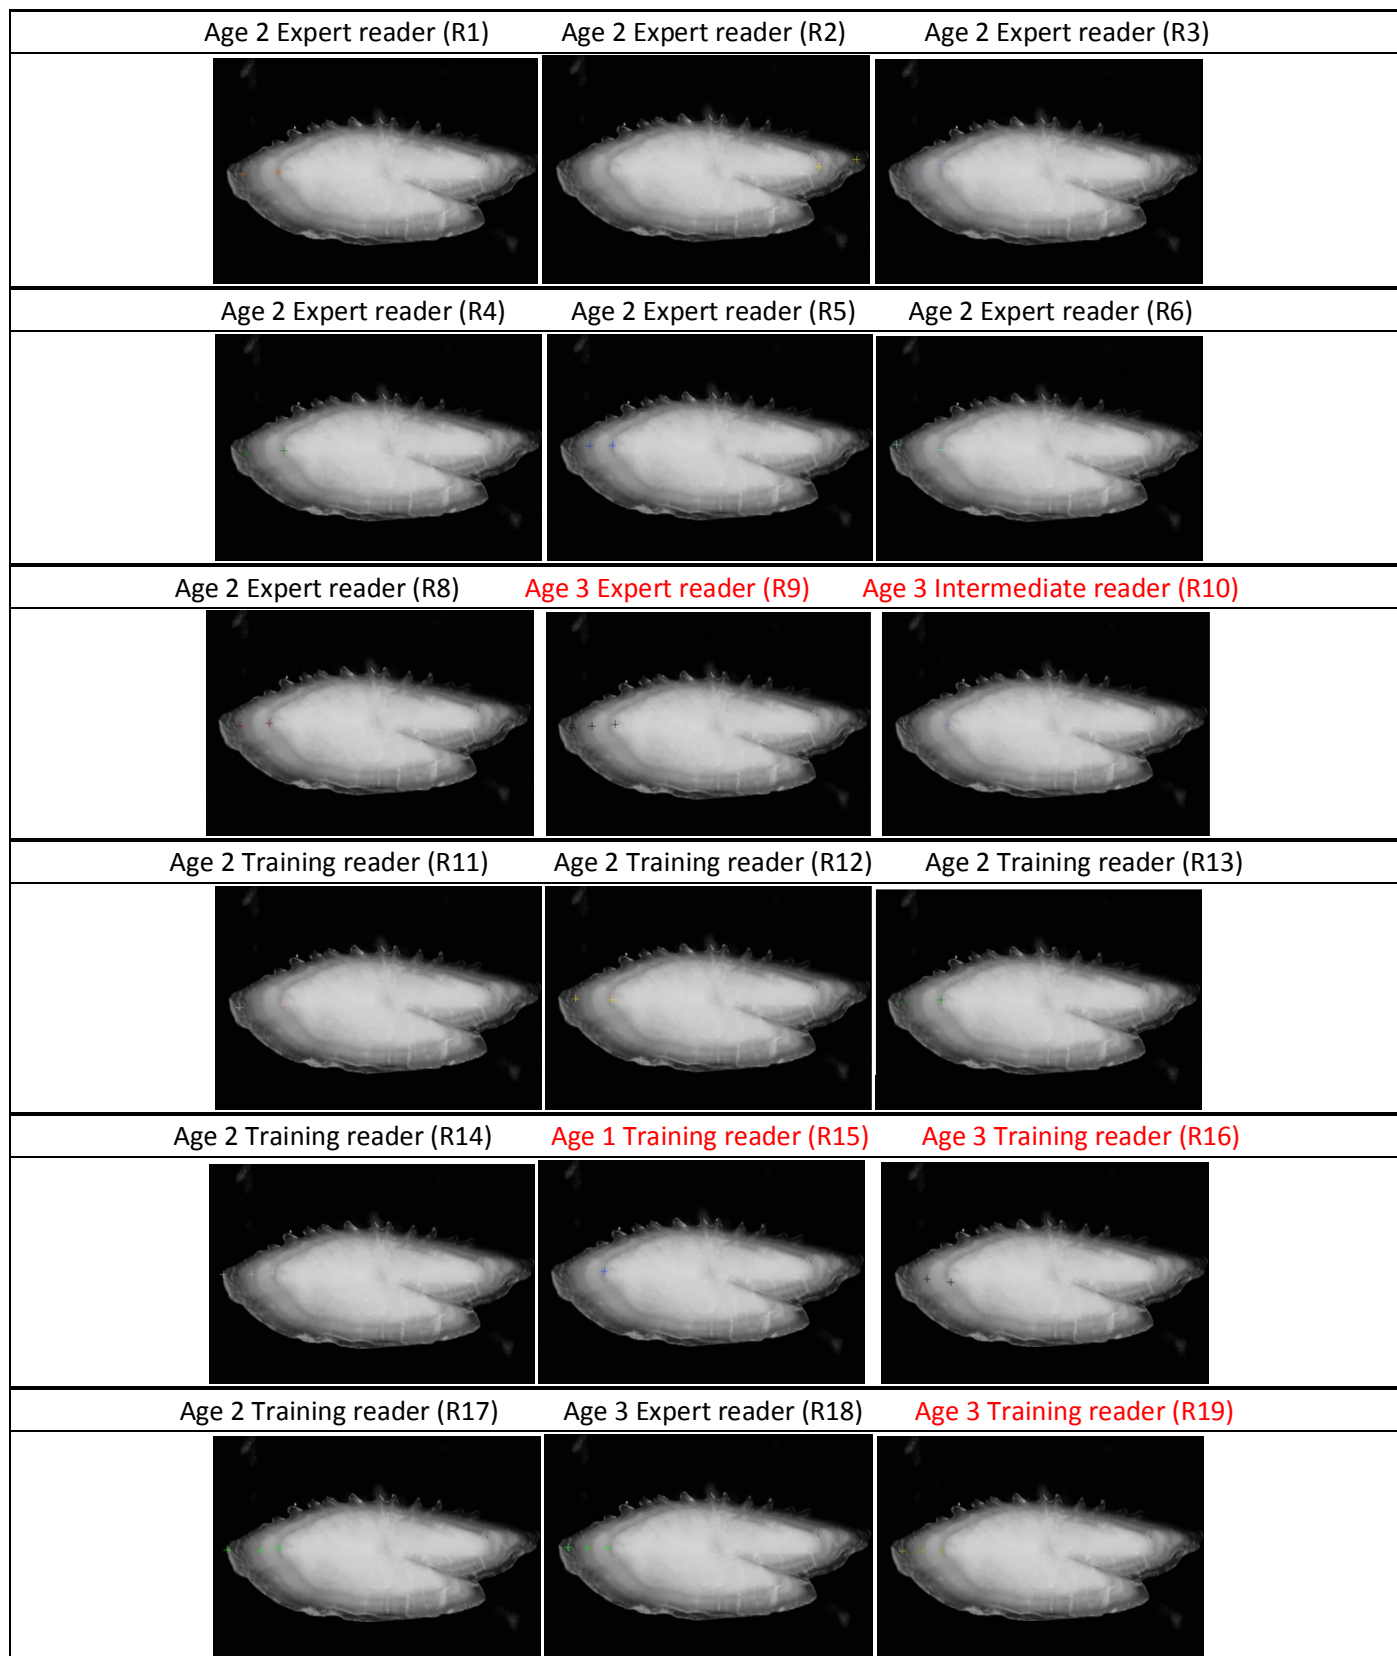 Age 2 Expert reader (R1) Age 2 Expert reader (R2) Age 2 Expert reader (R3)
Age 2 Expert reader (R4) Age 2 Expert reader (R5) Age 2 Expert reader (R6)
Age 2 Expert reader (R8) Age 3 Expert reader (R9) Age 3 Intermediate reader (R10)
Age 2 Training reader (R11) Age 2 Training reader (R12) Age 2 Training reader (R13)
Age 2 Training reader (R14) Age 1 Training reader (R15) Age 3 Training reader (R16)
Age 2 Training reader (R17) Age 3 Expert reader (R18) Age 3 Training reader (R19)